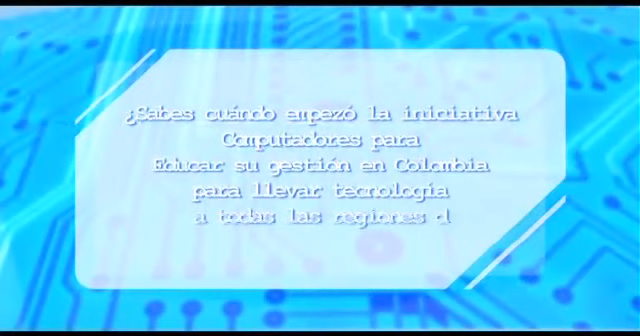 ¿Sabes cuándo empezó la iniciativa
Computadores para
Educar su gestión en Colombia
para llevar tecnología
a todas las regiones d